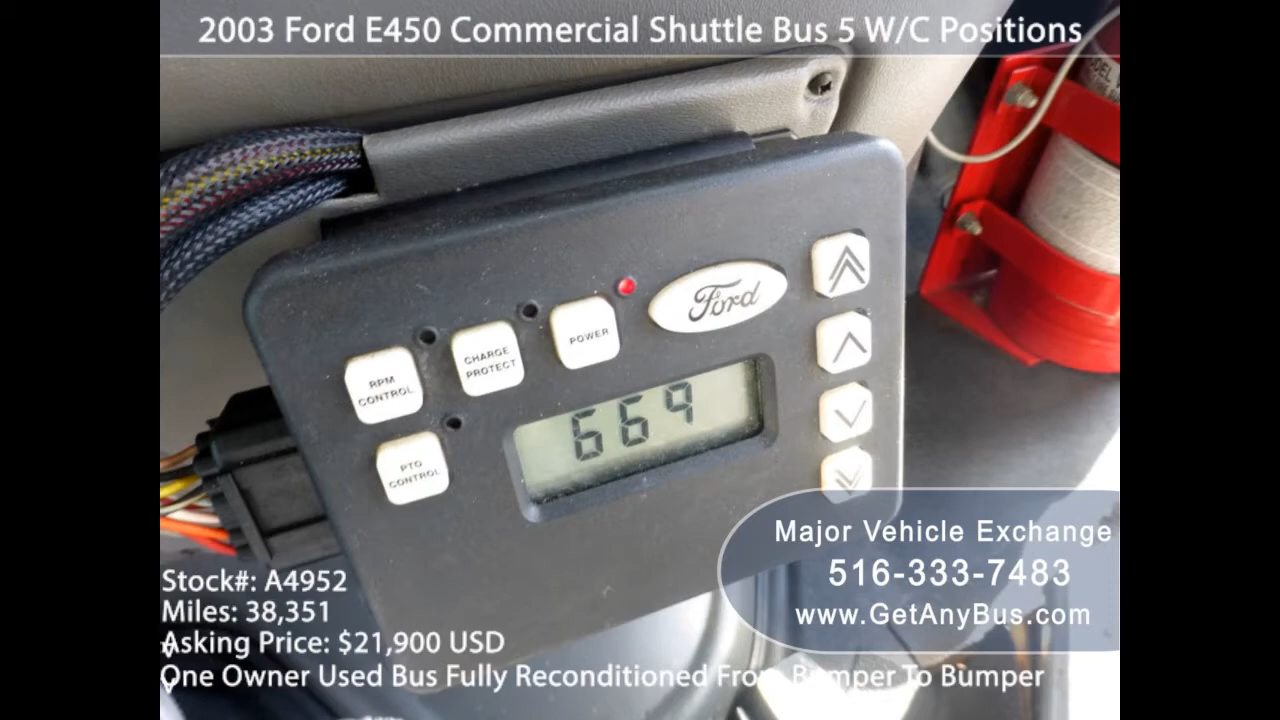 2003 Ford E450 Commercial Shuttle Bus 5 W/C Positions
DEL
RPM
CONTROL
CHARGE
PROTECT
POWER
Ford
PTO
CONTROL
669
Major Vehicle Exchange
516-333-7483
www.GetAnyBus.com
Stock#: A4952
Miles: 38,351
Asking Price: $21,900 USD
One Owner Used Bus Fully Reconditioned From Bumper To Bumper